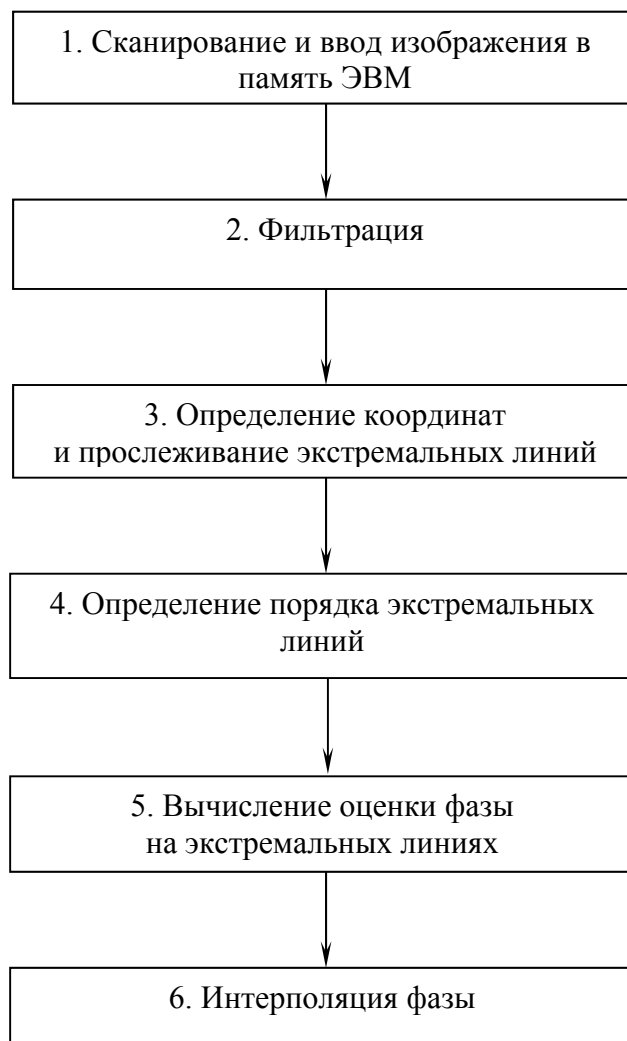 1. Сканирование и ввод изображения в
память ЭВМ
2. Фильтрация
3. Определение координат
и прослеживание экстремальных линий
4. Определение порядка экстремальных
линий
5. Вычисление оценки фазы
на экстремальных линиях
6. Интерполяция фазы